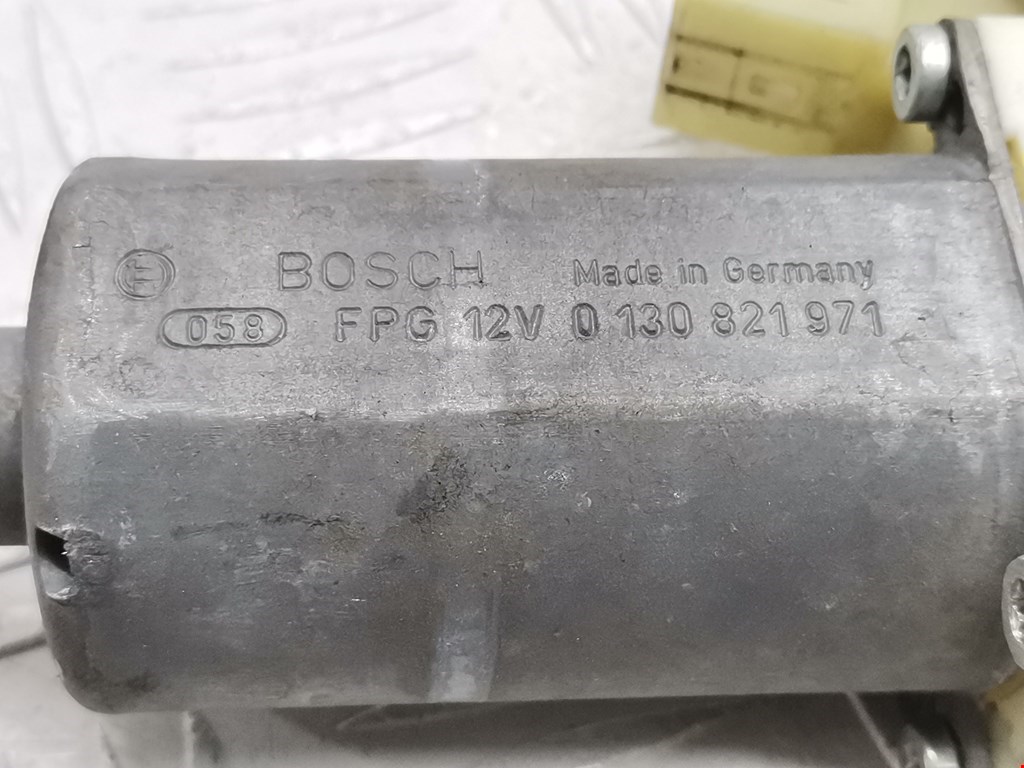 BOSCH Made in Germany
058 FPG 12V 0 130 821 971